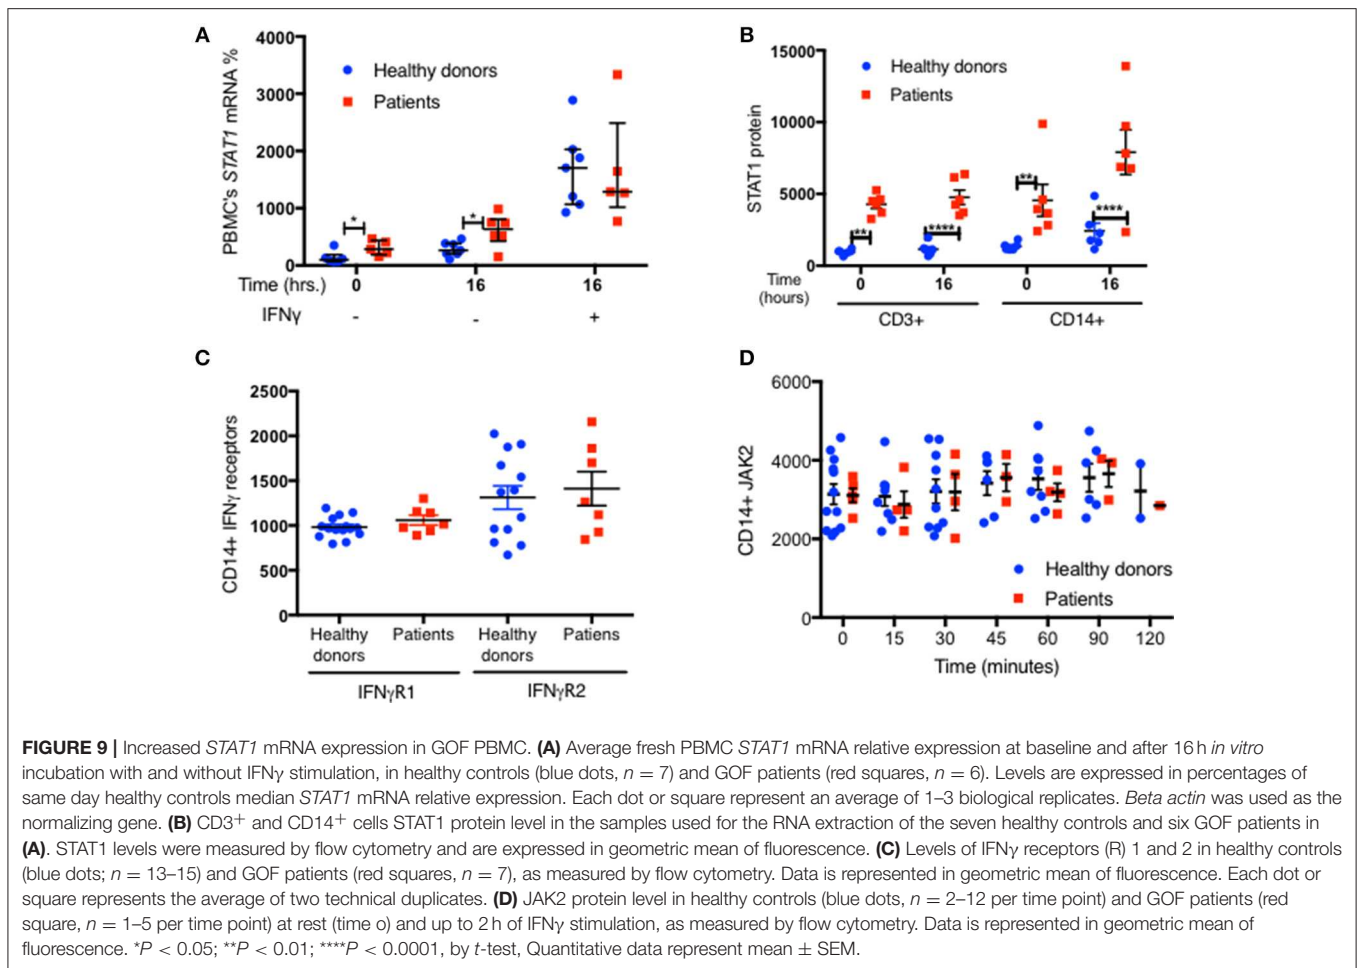 A
4000
3000
2000
1000
0
PBMC's STAT1 mRNA %
Healthy donors
Patients
*
*
Time (hrs.) 0 16 16
IFNγ - - +
B
15000
10000
5000
0
STAT1 protein
Healthy donors
Patients
** **** ** ****
Time (hours) 0 16 0 16
CD3+ CD14+
C
2500
2000
1500
1000
500
0
CD14+ IFNγ receptors
Healthy donors Patients Healthy donors Patiens
IFNγR1 IFNγR2
D
6000
4000
2000
0
CD14+ JAK2
Healthy donors
Patients
0 15 30 45 60 90 120
Time (minutes)
FIGURE 9 | Increased STAT1 mRNA expression in GOF PBMC. (A) Average fresh PBMC STAT1 mRNA relative expression at baseline and after 16 h in vitro
incubation with and without IFNγ stimulation, in healthy controls (blue dots, n = 7) and GOF patients (red squares, n = 6). Levels are expressed in percentages of
same day healthy controls median STAT1 mRNA relative expression. Each dot or square represent an average of 1–3 biological replicates. Beta actin was used as the
normalizing gene. (B) CD3+ and CD14+ cells STAT1 protein level in the samples used for the RNA extraction of the seven healthy controls and six GOF patients in
(A). STAT1 levels were measured by flow cytometry and are expressed in geometric mean of fluorescence. (C) Levels of IFNγ receptors (R) 1 and 2 in healthy controls
(blue dots; n = 13–15) and GOF patients (red squares, n = 7), as measured by flow cytometry. Data is represented in geometric mean of fluorescence. Each dot or
square represents the average of two technical duplicates. (D) JAK2 protein level in healthy controls (blue dots, n = 2–12 per time point) and GOF patients (red
square, n = 1–5 per time point) at rest (time o) and up to 2 h of IFNγ stimulation, as measured by flow cytometry. Data is represented in geometric mean of
fluorescence. *P < 0.05; **P < 0.01; ****P < 0.0001, by t-test, Quantitative data represent mean ± SEM.